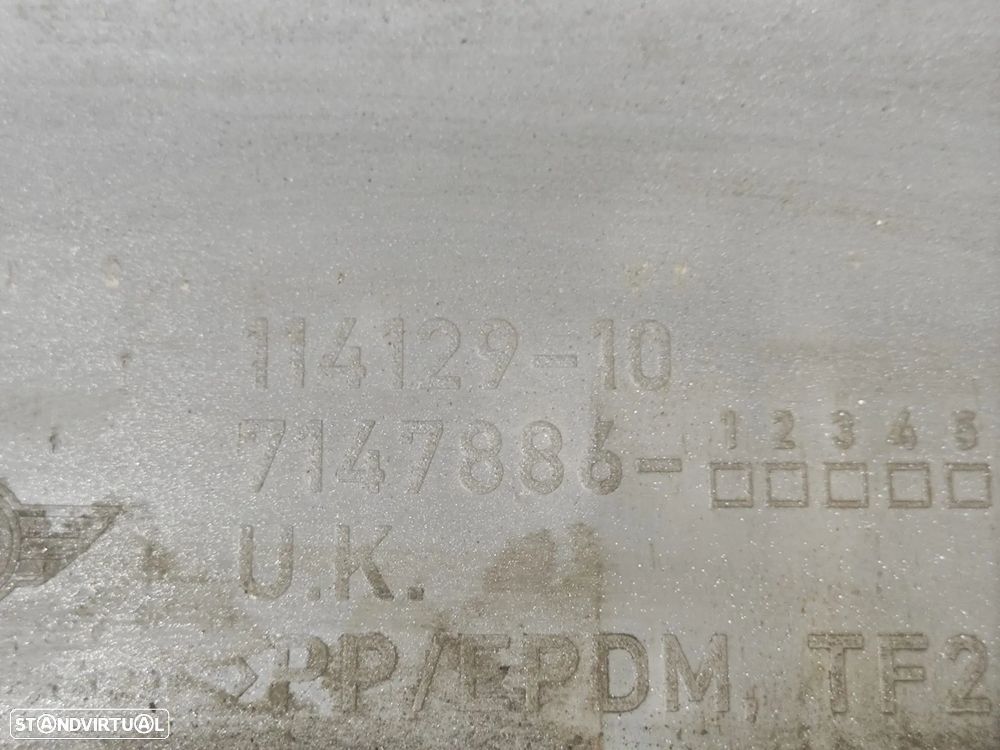 114129-10
7147886-
1 2 3 4 5
U.K.
>PP/EPDM, TF2
STANDVIRTUAL